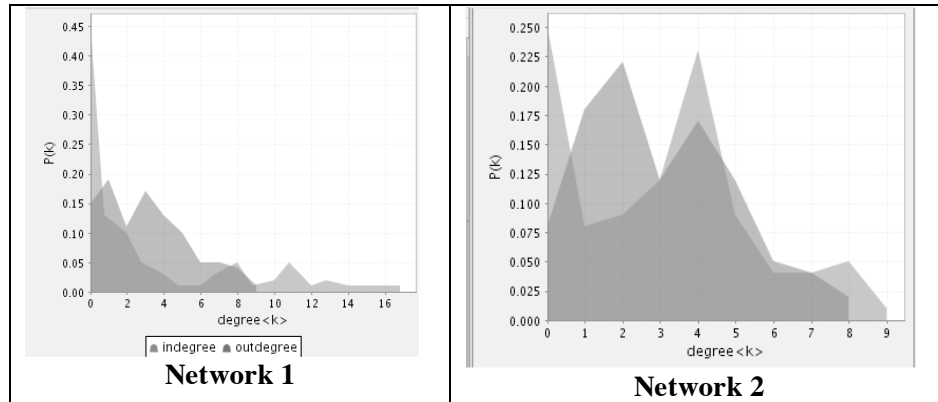 0.45
0.40
0.35
0.30
0.25
0.20
0.15
0.10
0.05
0.00
P(k)
0 2 4 6 8 10 12 14 16
degree<k>
indegree outdegree
Network 1
0.250
0.225
0.200
0.175
0.150
0.125
0.100
0.075
0.050
0.025
0.000
P(k)
0 1 2 3 4 5 6 7 8 9
degree<k>
Network 2